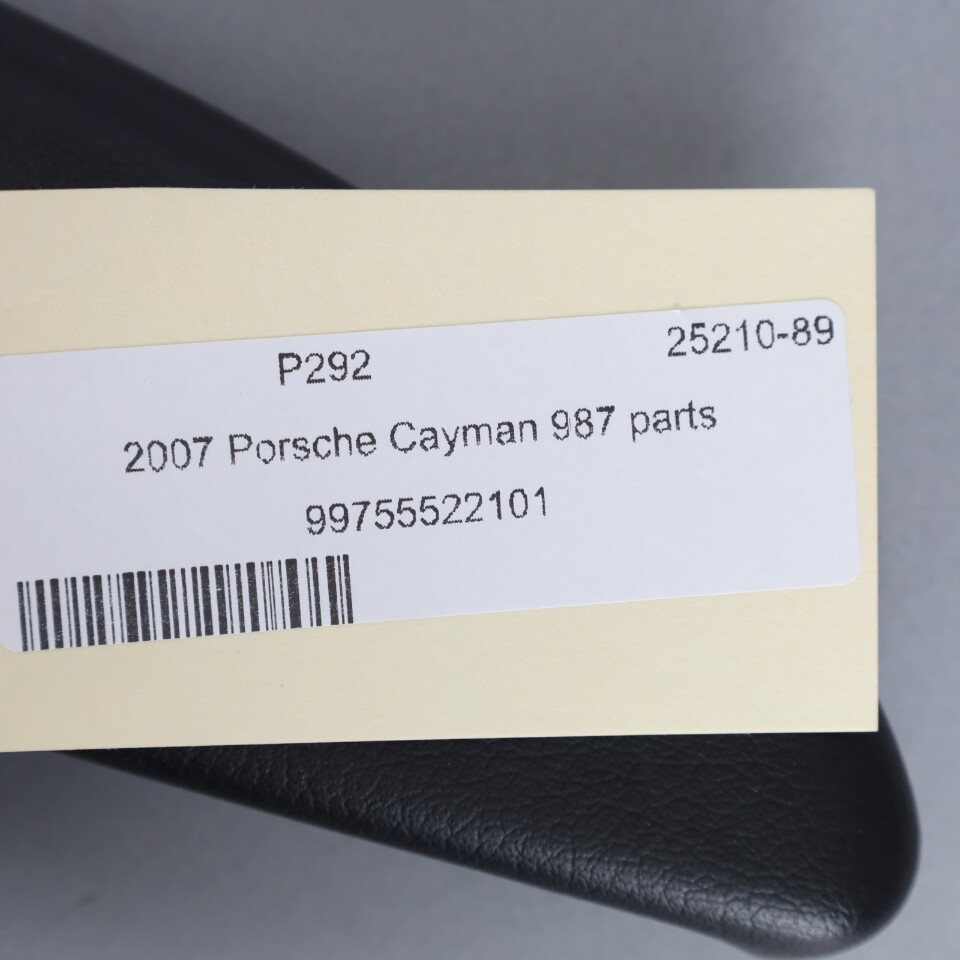 P292 25210-89
2007 Porsche Cayman 987 parts
99755522101